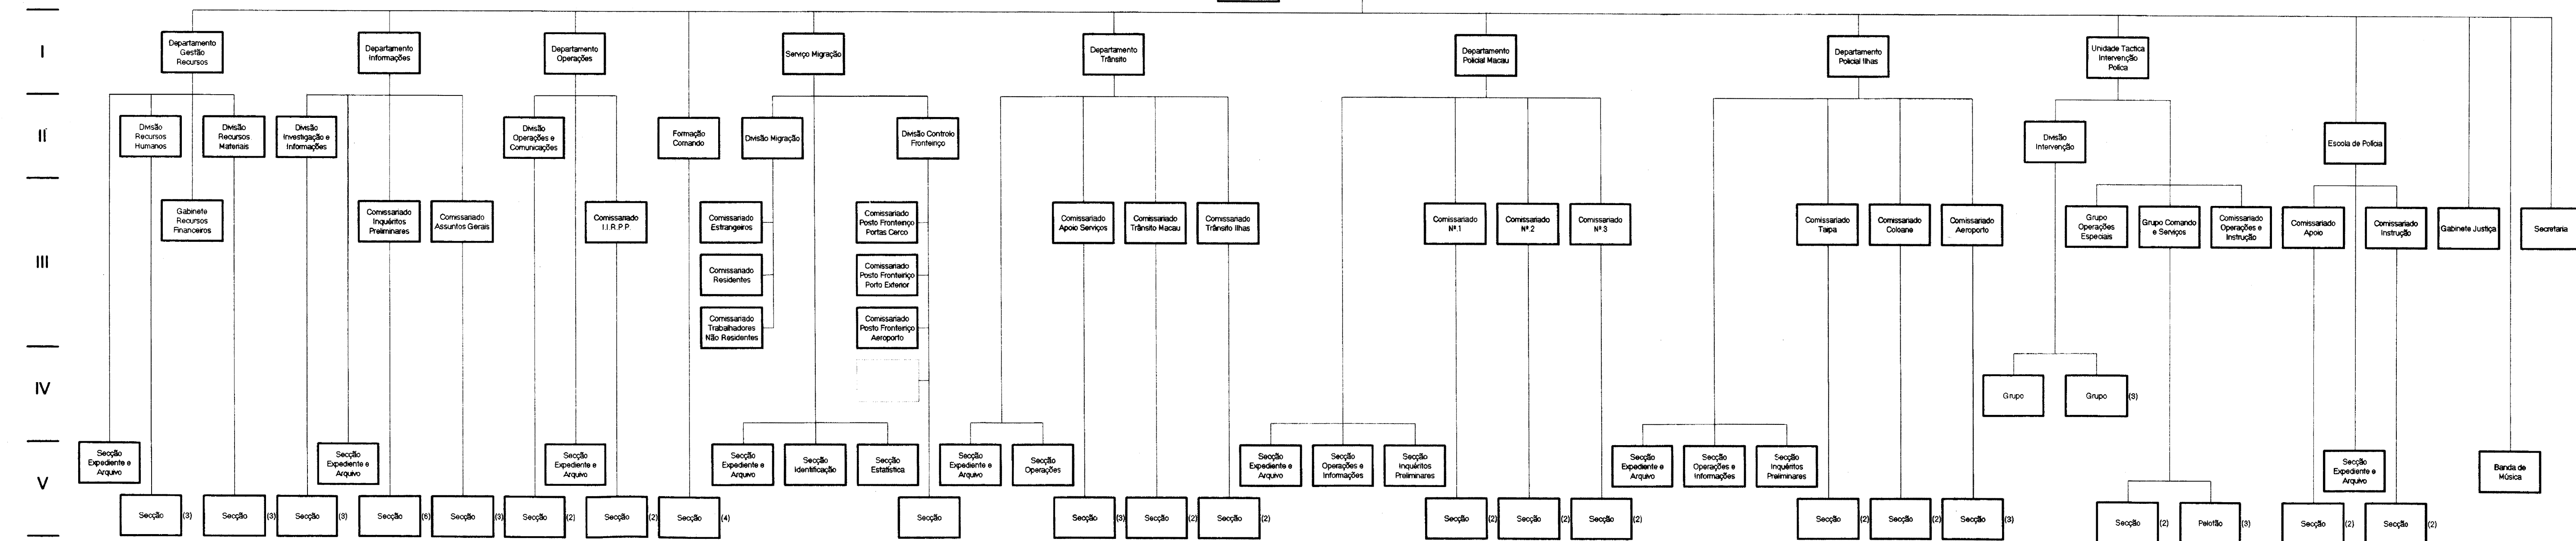 I
Departamento
Gestão
Recursos
Departamento
Informações
Departamento
Operações
Serviço Migração
Departamento
Trânsito
Departamento
Policial Macau
Departamento
Policial Ilhas
Unidade Tactica
Intervenção
Polica
II
Divisão
Recursos
Humanos
Divisão
Recursos
Materiais
Divisão
Investigação e
Informações
Divisão
Operações e
Comunicações
Formação
Comando
Divisão Migração
Divisão Controlo
Fronteiriço
Divisão
Intervenção
Escola de Polícia
III
Gabinete
Recursos
Financeiros
Comissariado
Inquéritos
Preliminares
Comissariado
Assuntos Gerais
Comissariado
I.I.R.P.P.
Comissariado
Estrangeiros
Comissariado
Posto Fronteiriço
Portas Cerco
Comissariado
Apoio Serviços
Comissariado
Trânsito Macau
Comissariado
Trânsito Ilhas
Comissariado
Nº.1
Comissariado
Nº.2
Comissariado
Nº.3
Comissariado
Taipa
Comissariado
Coloane
Comissariado
Aeroporto
Grupo
Operações
Especiais
Grupo Comando
e Serviços
Comissariado
Operações e
Instrução
Comissariado
Apoio
Comissariado
Instrução
Gabinete Justiça
Secretaria
Comissariado
Residentes
Comissariado
Posto Fronteiriço
Porto Exterior
Comissariado
Trabalhadores
Não Residentes
Comissariado
Posto Fronteiriço
Aeroporto
IV
Grupo
Grupo (3)
V
Secção
Expediente e
Arquivo
Secção
Expediente e
Arquivo
Secção
Expediente e
Arquivo
Secção
Expediente e
Arquivo
Secção
Identificação
Secção
Estatística
Secção
Expediente e
Arquivo
Secção
Operações
Secção
Expediente e
Arquivo
Secção
Operações e
Informações
Secção
Inquéritos
Preliminares
Secção
Expediente e
Arquivo
Secção
Operações e
Informações
Secção
Inquéritos
Preliminares
Secção
Expediente e
Arquivo
Banda de
Música
Secção (3)
Secção (3)
Secção (3)
Secção (5)
Secção (3)
Secção (2)
Secção (2)
Secção (4)
Secção
Secção (3)
Secção (2)
Secção (2)
Secção (2)
Secção (2)
Secção (2)
Secção (2)
Secção (2)
Secção (3)
Secção (2)
Pelotão (3)
Secção (2)
Secção (2)